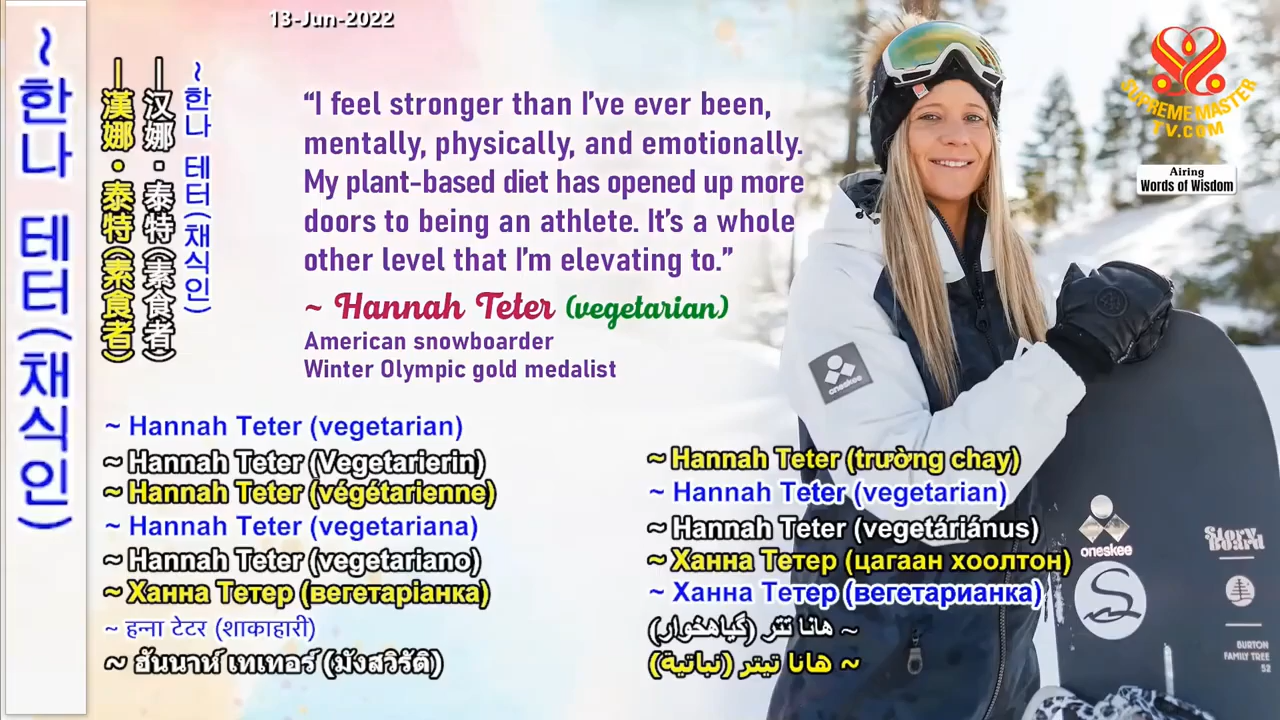 13-Jun-2022
~한나 테터(채식인)
—漢娜·泰特(素食者)
—汉娜·泰特(素食者)
~한나 테터(채식인)
“I feel stronger than I’ve ever been,
mentally, physically, and emotionally.
My plant-based diet has opened up more
doors to being an athlete. It’s a whole
other level that I’m elevating to.”
~ Hannah Teter (vegetarian)
American snowboarder
Winter Olympic gold medalist
~ Hannah Teter (vegetarian)
~ Hannah Teter (Vegetarierin)
~ Hannah Teter (végétarienne)
~ Hannah Teter (vegetariana)
~ Hannah Teter (vegetariano)
~ Ханна Тетер (вегетаріанка)
~ हन्ना टेटर (शाकाहारी)
~ ฮันนาห์ เทเทอร์ (มังสวิรัติ)
~ Hannah Teter (trường chay)
~ Hannah Teter (vegetarian)
~ Hannah Teter (vegetáriánus)
~ Ханна Тетер (цагаан хоолтон)
~ Ханна Тетер (вегетарианка)
~ هانا تتر (گیاهخوار)
~ هانا تيتر (نباتية)
SUPREME MASTER
TV.COM
Airing
Words of Wisdom
oneskee
oneskee
STORY
BOARD
BURTON
FAMILY TREE
52